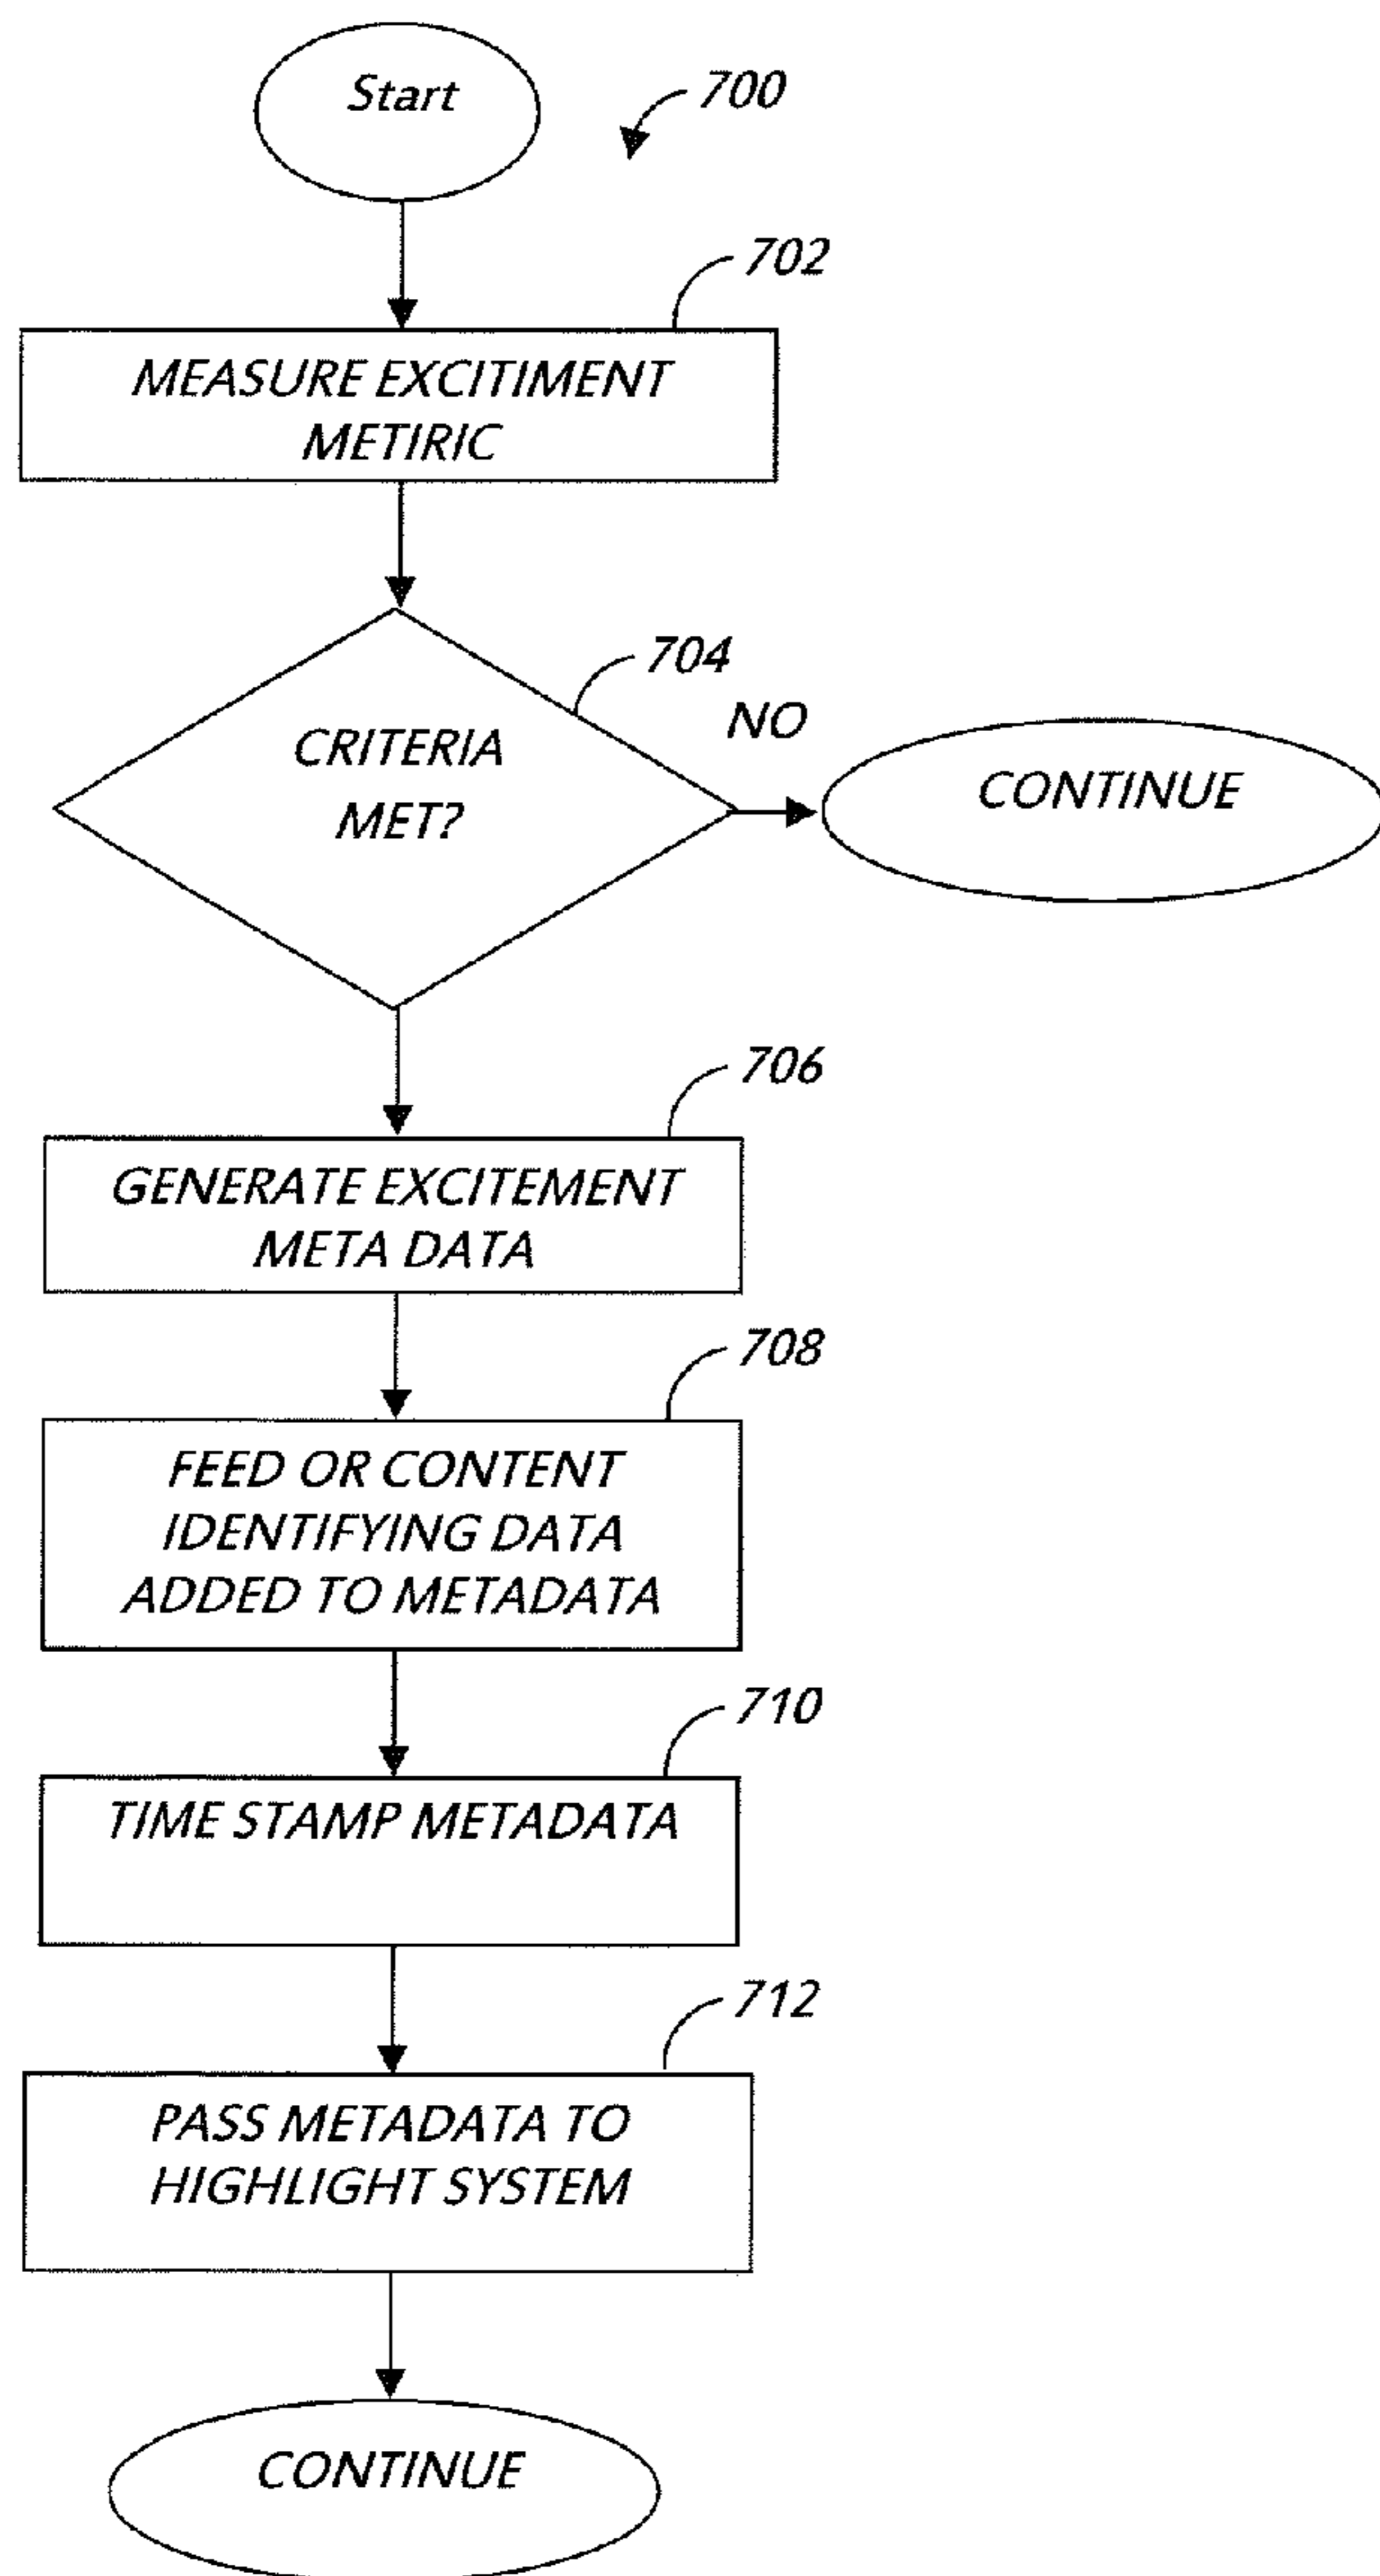 Start
700
702
MEASURE EXCITIMENT
METIRIC
704
CRITERIA
MET?
NO
CONTINUE
706
GENERATE EXCITEMENT
META DATA
708
FEED OR CONTENT
IDENTIFYING DATA
ADDED TO METADATA
710
TIME STAMP METADATA
712
PASS METADATA TO
HIGHLIGHT SYSTEM
CONTINUE